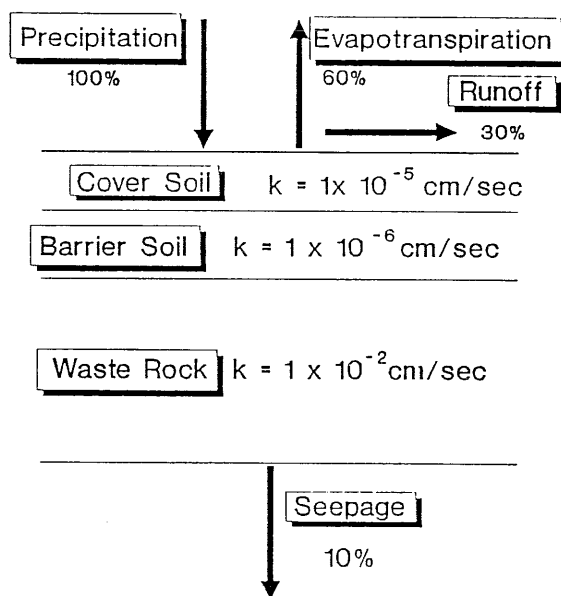 Precipitation
100%
Evapotranspiration
60%
Runoff
30%
Cover Soil k = 1x 10⁻⁵ cm/sec
Barrier Soil k = 1 x 10⁻⁶ cm/sec
Waste Rock k = 1 x 10⁻² cm/sec
Seepage
10%